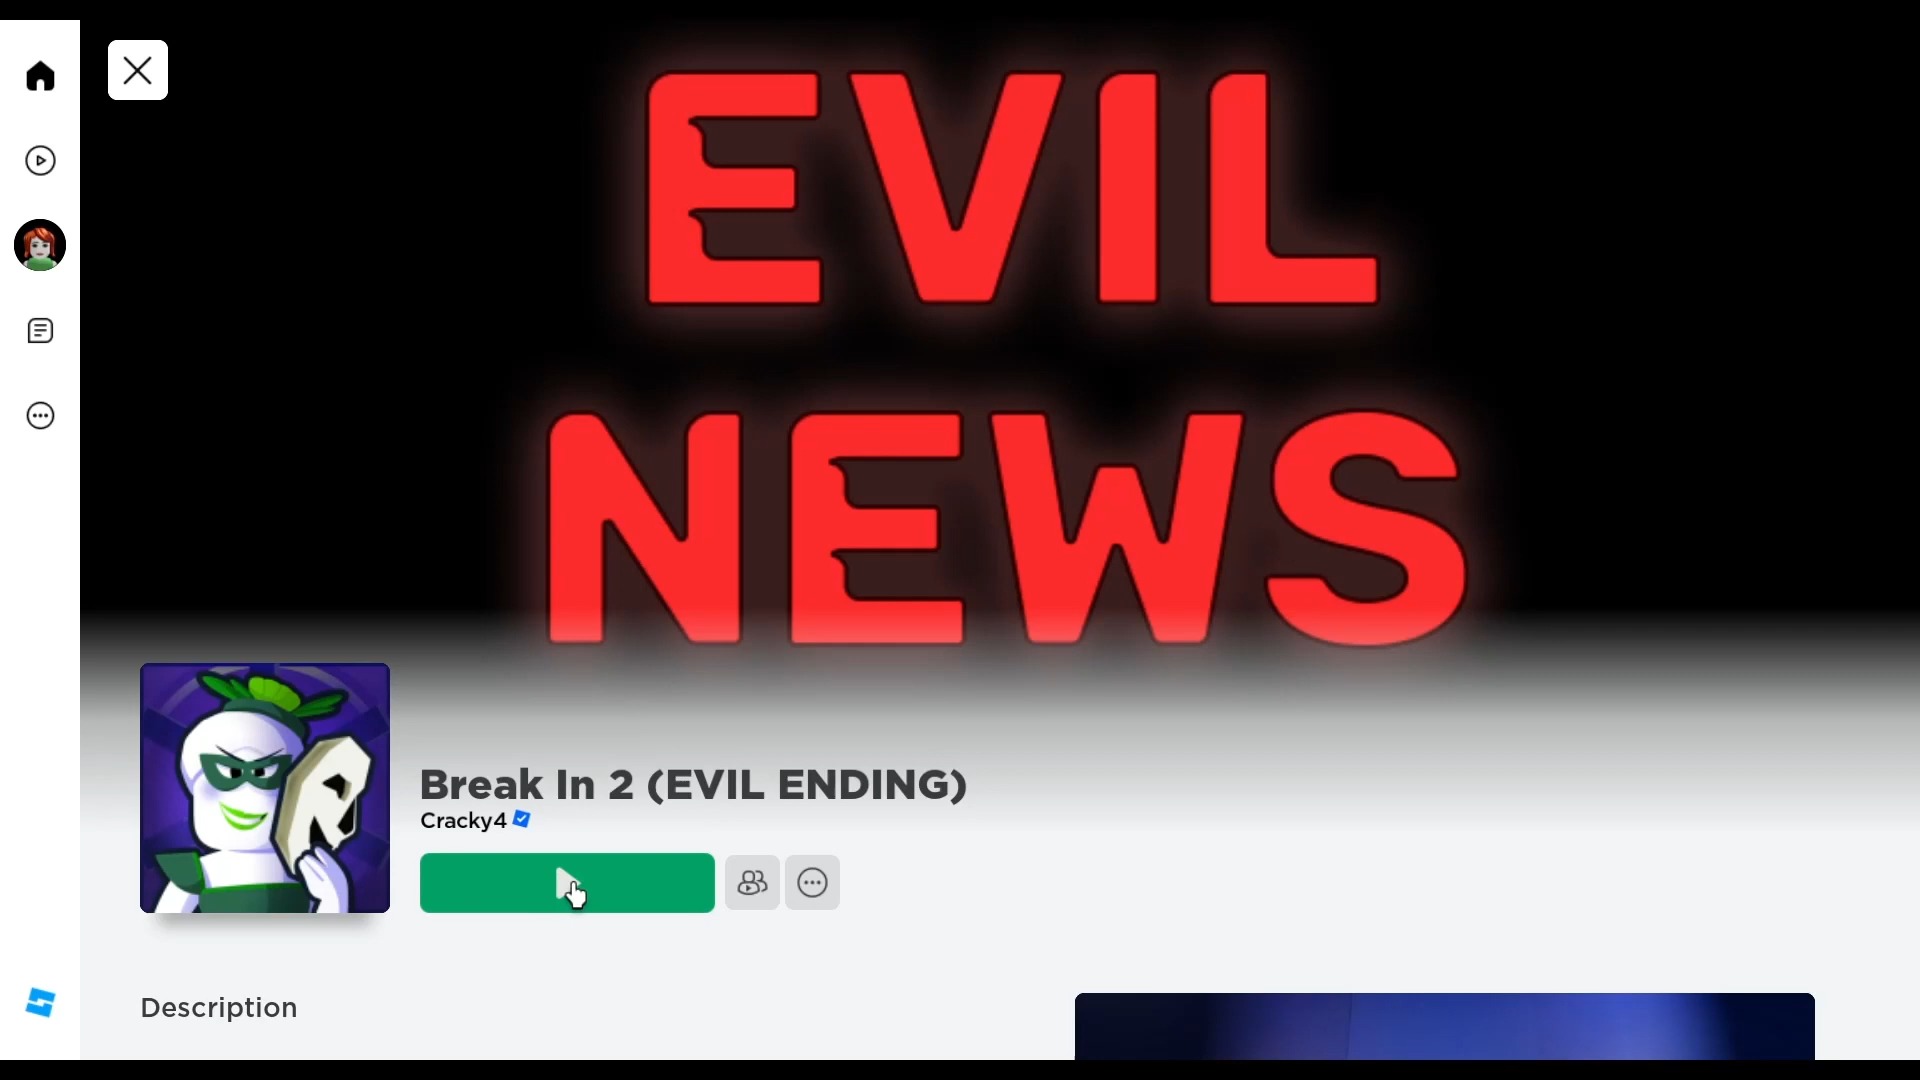 EVIL
NEWS
Break In 2 (EVIL ENDING)
Cracky4
Description